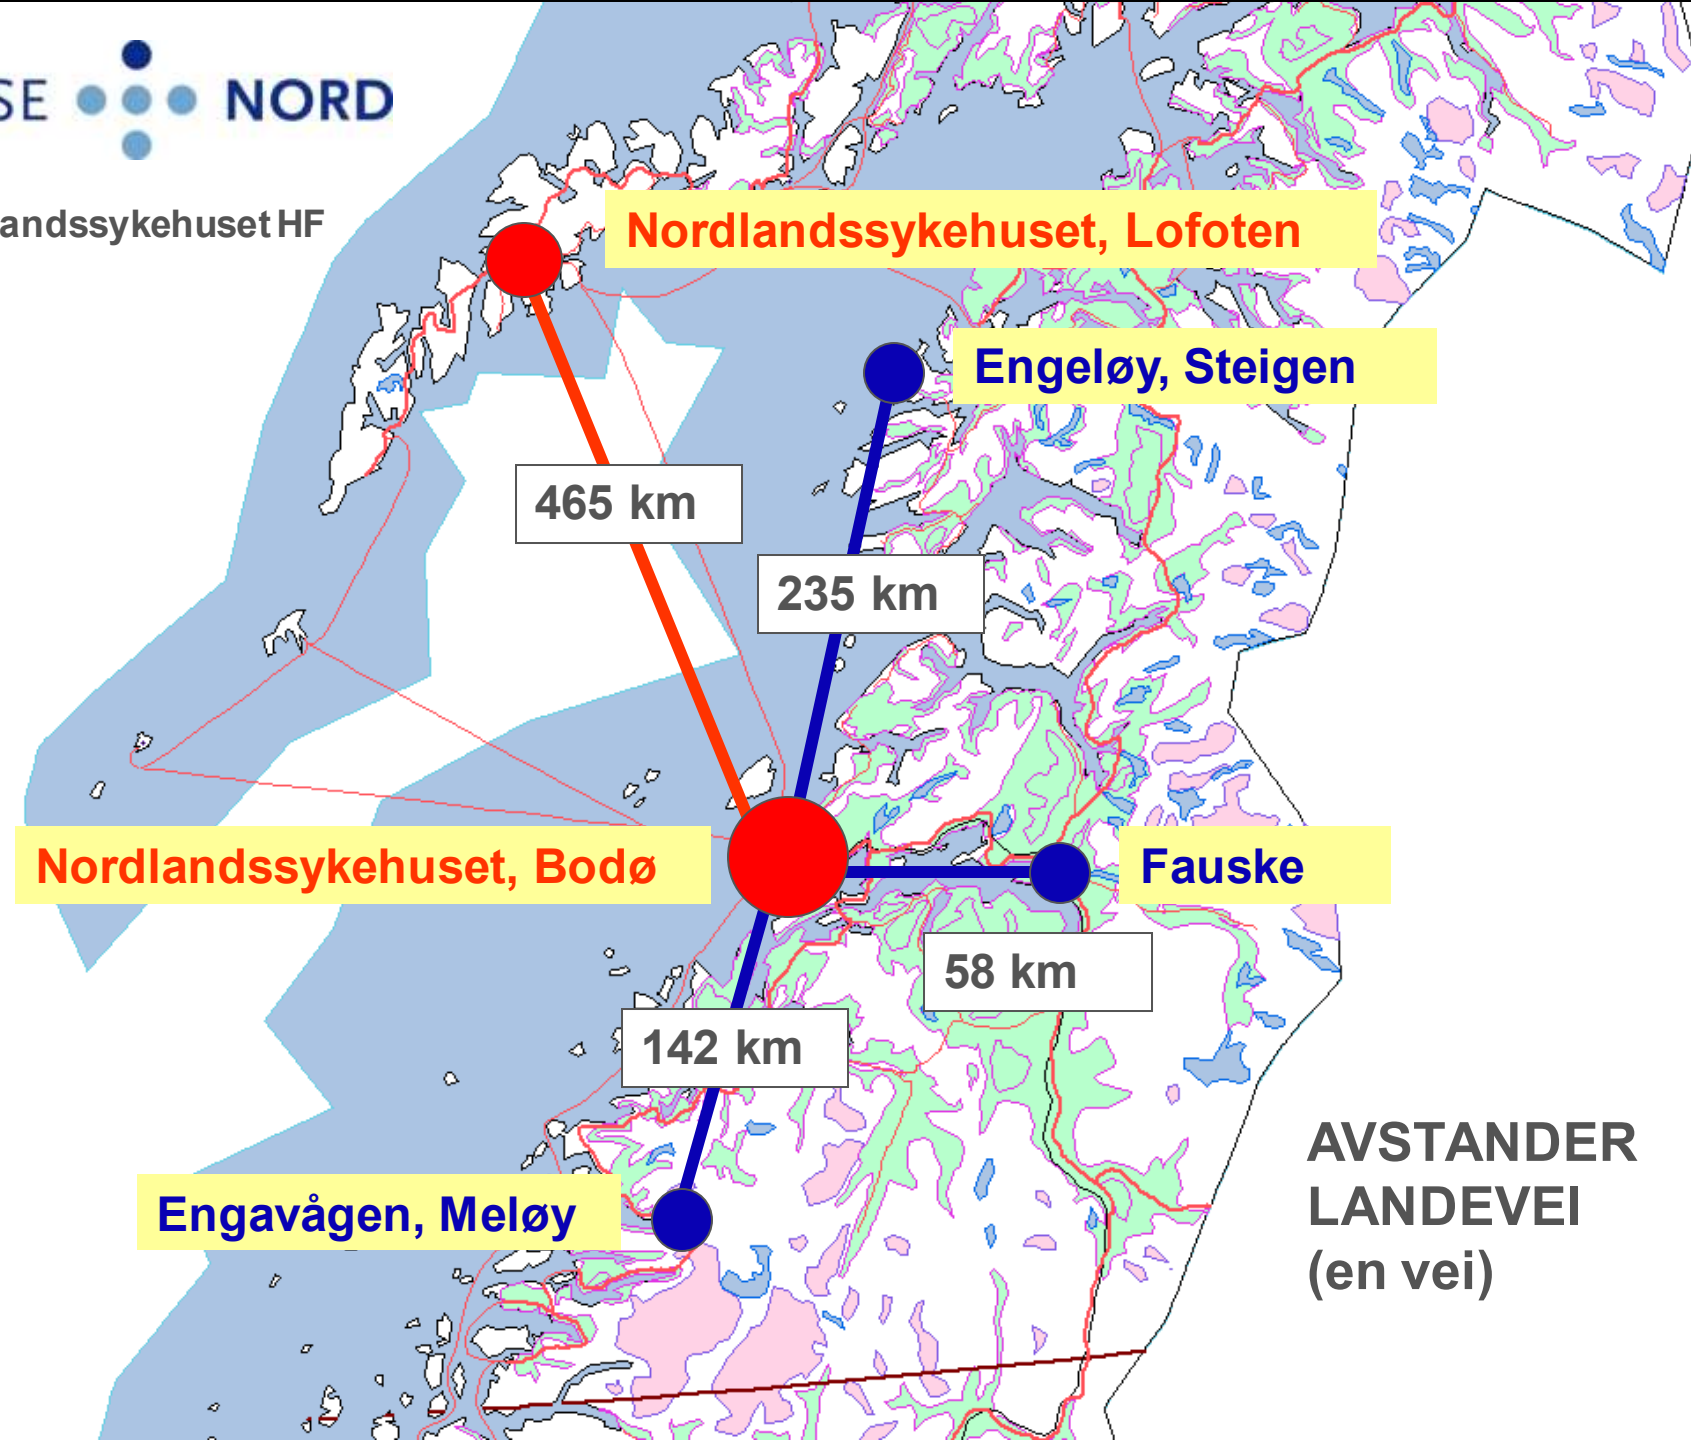 SE NORD
andssykehuset HF
Nordlandssykehuset, Lofoten
Engeløy, Steigen
465 km
235 km
Nordlandssykehuset, Bodø
Fauske
58 km
142 km
Engavågen, Meløy
AVSTANDER
LANDEVEI
(en vei)